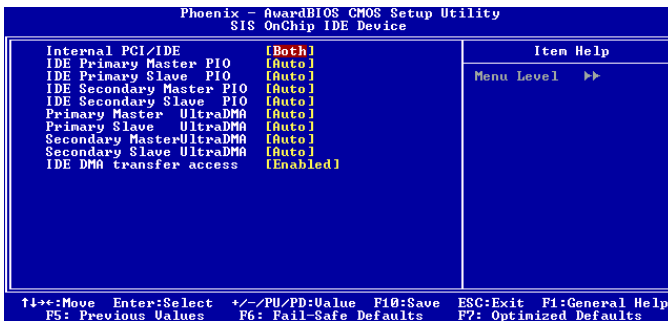 Phoenix - AwardBIOS CMOS Setup Utility
SIS OnChip IDE Device
Internal PCI/IDE [Both]
IDE Primary Master PIO [Auto]
IDE Primary Slave PIO [Auto]
IDE Secondary Master PIO [Auto]
IDE Secondary Slave PIO [Auto]
Primary Master UltraDMA [Auto]
Primary Slave UltraDMA [Auto]
Secondary MasterUltraDMA [Auto]
Secondary Slave UltraDMA [Auto]
IDE DMA transfer access [Enabled]
Item Help
Menu Level ▸▸
↑↓→←:Move Enter:Select +/-/PU/PD:Value F10:Save ESC:Exit F1:General Help
F5: Previous Values F6: Fail-Safe Defaults F7: Optimized Defaults